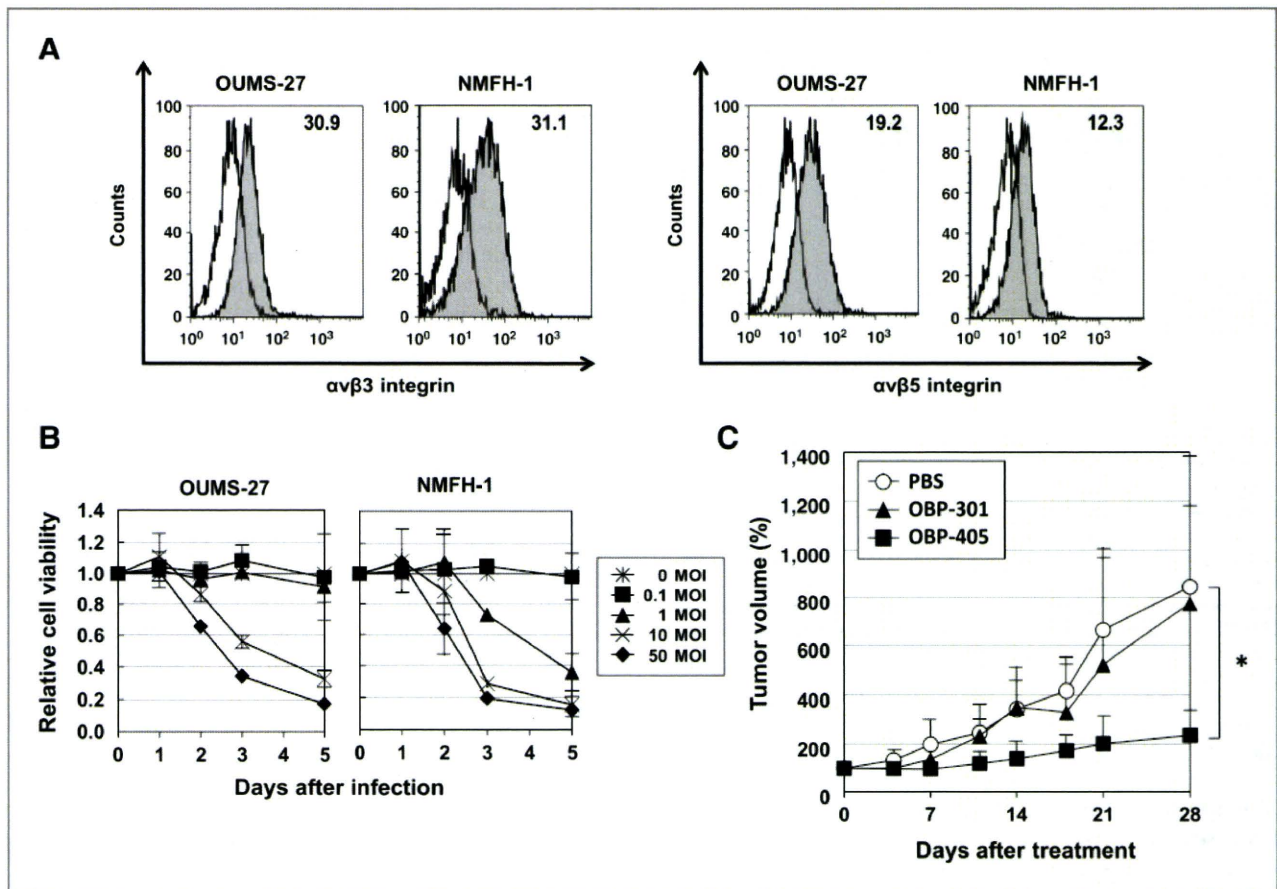 A
OUMS-27
NMFH-1
OUMS-27
NMFH-1
100
80
60
40
20
0
30.9
100
80
60
40
20
0
31.1
100
80
60
40
20
0
19.2
100
80
60
40
20
0
12.3
Counts
Counts
10⁰ 10¹ 10² 10³
10⁰ 10¹ 10² 10³
10⁰ 10¹ 10² 10³
10⁰ 10¹ 10² 10³
αvβ3 integrin
αvβ5 integrin
B
OUMS-27
NMFH-1
Relative cell viability
1.4
1.2
1.0
0.8
0.6
0.4
0.2
0.0
0 1 2 3 4 5
0 1 2 3 5
Days after infection
0 MOI
0.1 MOI
1 MOI
10 MOI
50 MOI
C
Tumor volume (%)
1,400
1,200
1,000
800
600
400
200
0
PBS
OBP-301
OBP-405
*
0 7 14 21 28
Days after treatment